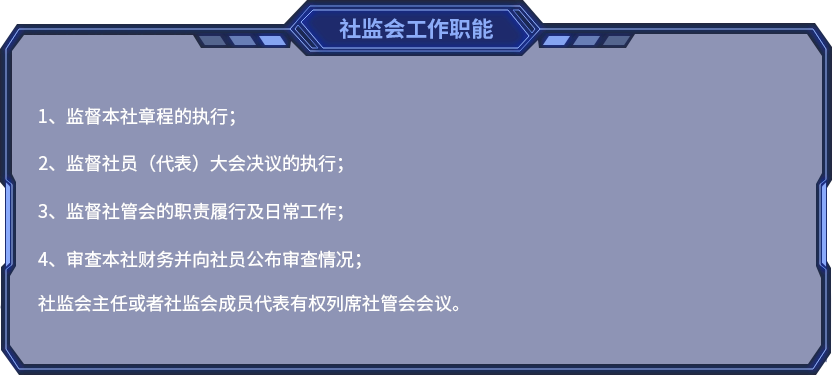 社监会工作职能
1、监督本社章程的执行；
2、监督社员（代表）大会决议的执行；
3、监督社管会的职责履行及日常工作；
4、审查本社财务并向社员公布审查情况；
社监会主任或者社监会成员代表有权列席社管会会议。